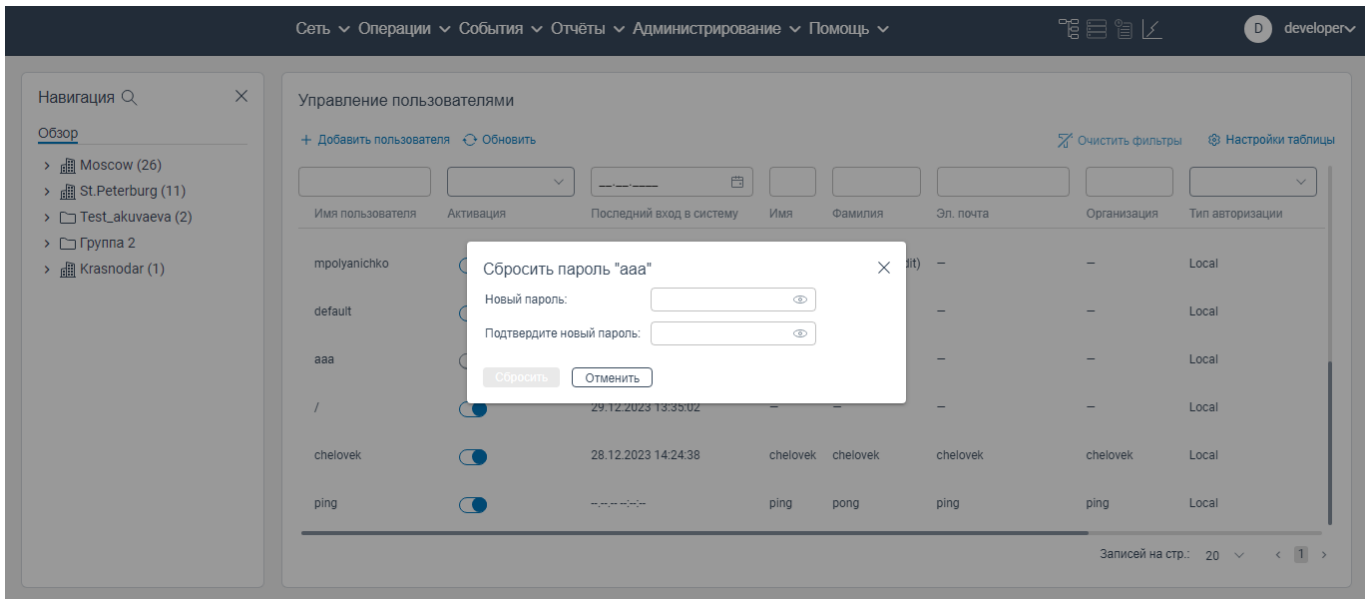 Сеть Операции События Отчёты Администрирование Помощь D developer
Навигация
Управление пользователями
Обзор
+ Добавить пользователя Обновить Очистить фильтры Настройки таблицы
Moscow (26)
St.Peterburg (11)
Test_akuvaeva (2)
Группа 2
Krasnodar (1)
__.__.____
Имя пользователя Активация Последний вход в систему Имя Фамилия Эл. почта Организация Тип авторизации
mpolyanichko dit) — — Local
Сбросить пароль "aaa"
Новый пароль:
Подтвердите новый пароль:
Сбросить Отменить
default — — Local
aaa — — Local
/ 29.12.2023 13:35:02 — — — — Local
chelovek 28.12.2023 14:24:38 chelovek chelovek chelovek chelovek Local
ping --.--.-- --:--:-- ping pong ping ping Local
Записей на стр.: 20 < 1 >